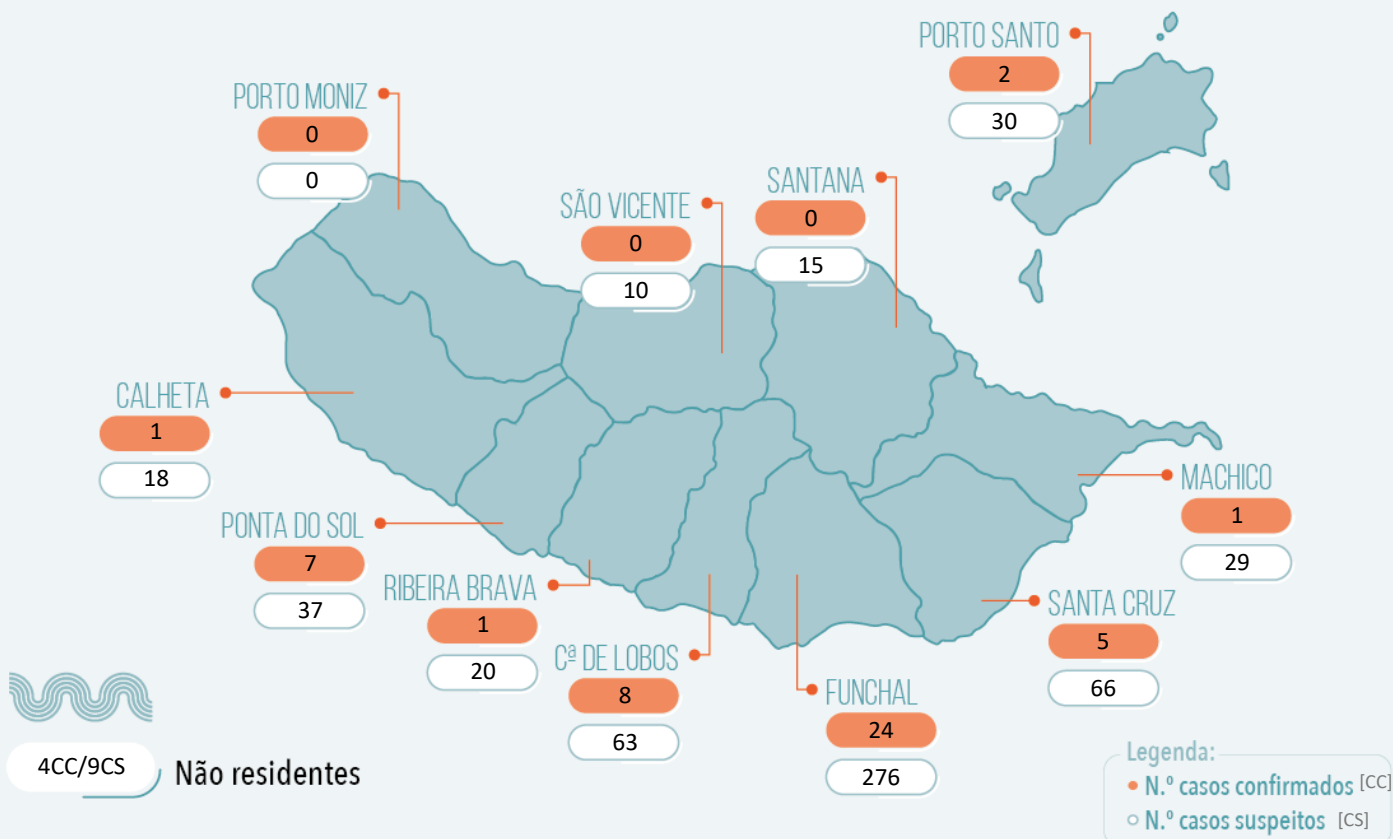 PORTO SANTO
2
30
PORTO MONIZ
0
0
SANTANA
0
15
SÃO VICENTE
0
10
CALHETA
1
18
MACHICO
1
29
PONTA DO SOL
7
37
RIBEIRA BRAVA
1
20
SANTA CRUZ
5
66
Cª DE LOBOS
8
63
FUNCHAL
24
276
4CC/9CS Não residentes
Legenda:
N.º casos confirmados [CC]
N.º casos suspeitos [CS]